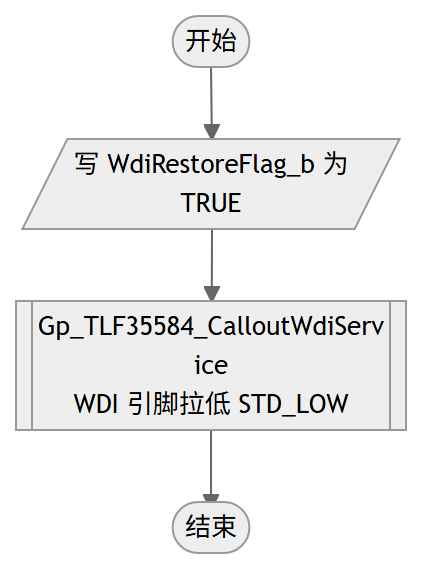 开始
写 WdiRestoreFlag_b 为
TRUE
Gp_TLF35584_CalloutWdiServ
ice
WDI 引脚拉低 STD_LOW
结束